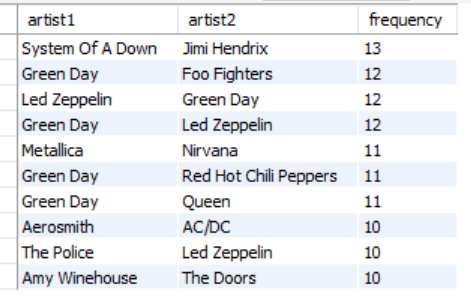 artist1 artist2 frequency
System Of A Down Jimi Hendrix 13
Green Day Foo Fighters 12
Led Zeppelin Green Day 12
Green Day Led Zeppelin 12
Metallica Nirvana 11
Green Day Red Hot Chili Peppers 11
Green Day Queen 11
Aerosmith AC/DC 10
The Police Led Zeppelin 10
Amy Winehouse The Doors 10